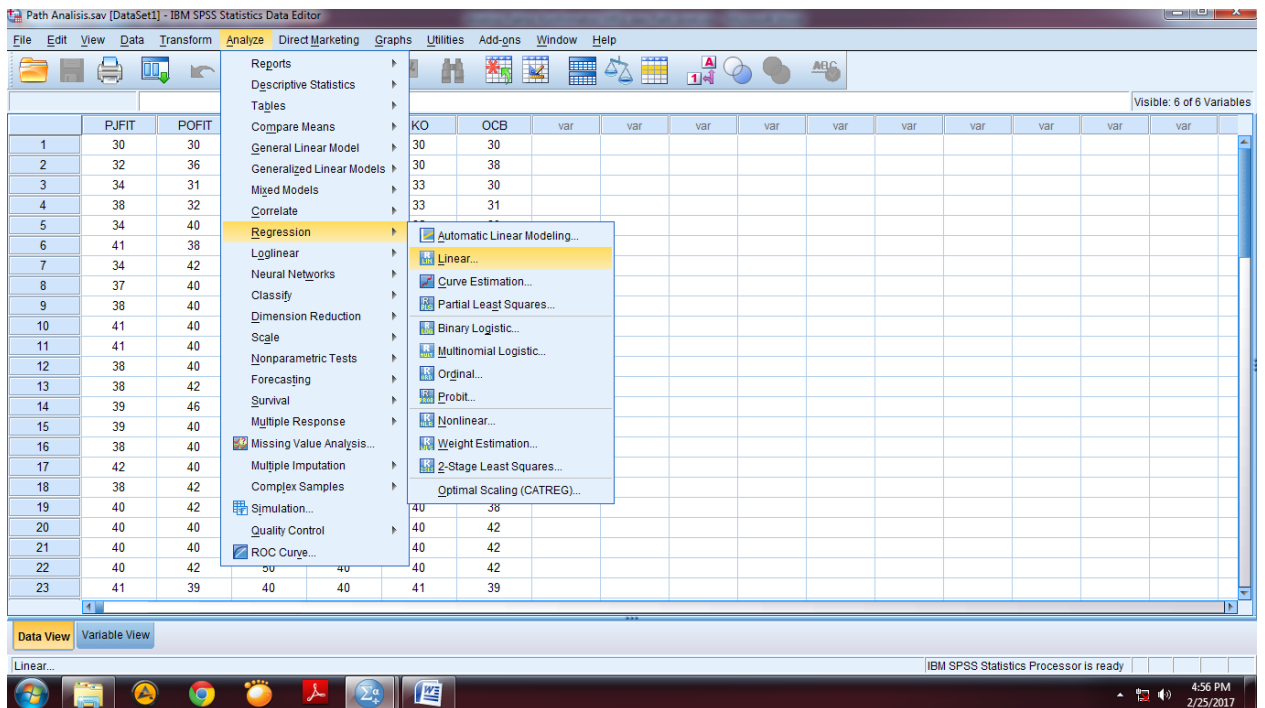 Path Analisis.sav [DataSet1] - IBM SPSS Statistics Data Editor
File Edit View Data Transform Analyze Direct Marketing Graphs Utilities Add-ons Window Help
Visible: 6 of 6 Variables
PJFIT POFIT KO OCB var var var var var var var var var var
1 30 30 30 30
2 32 36 30 38
3 34 31 33 30
4 38 32 33 31
5 34 40
6 41 38
7 34 42
8 37 40
9 38 40
10 41 40
11 41 40
12 38 40
13 38 42
14 39 46
15 39 40
16 38 40
17 42 40
18 38 42
19 40 42 40 38
20 40 40 40 42
21 40 40 40 42
22 40 42 50 40 40 42
23 41 39 40 40 41 39
Reports
Descriptive Statistics
Tables
Compare Means
General Linear Model
Generalized Linear Models
Mixed Models
Correlate
Regression
Loglinear
Neural Networks
Classify
Dimension Reduction
Scale
Nonparametric Tests
Forecasting
Survival
Multiple Response
Missing Value Analysis...
Multiple Imputation
Complex Samples
Simulation...
Quality Control
ROC Curve...
Automatic Linear Modeling...
Linear...
Curve Estimation...
Partial Least Squares...
Binary Logistic...
Multinomial Logistic...
Ordinal...
Probit...
Nonlinear...
Weight Estimation...
2-Stage Least Squares...
Optimal Scaling (CATREG)...
Data View Variable View
Linear...
IBM SPSS Statistics Processor is ready
4:56 PM
2/25/2017